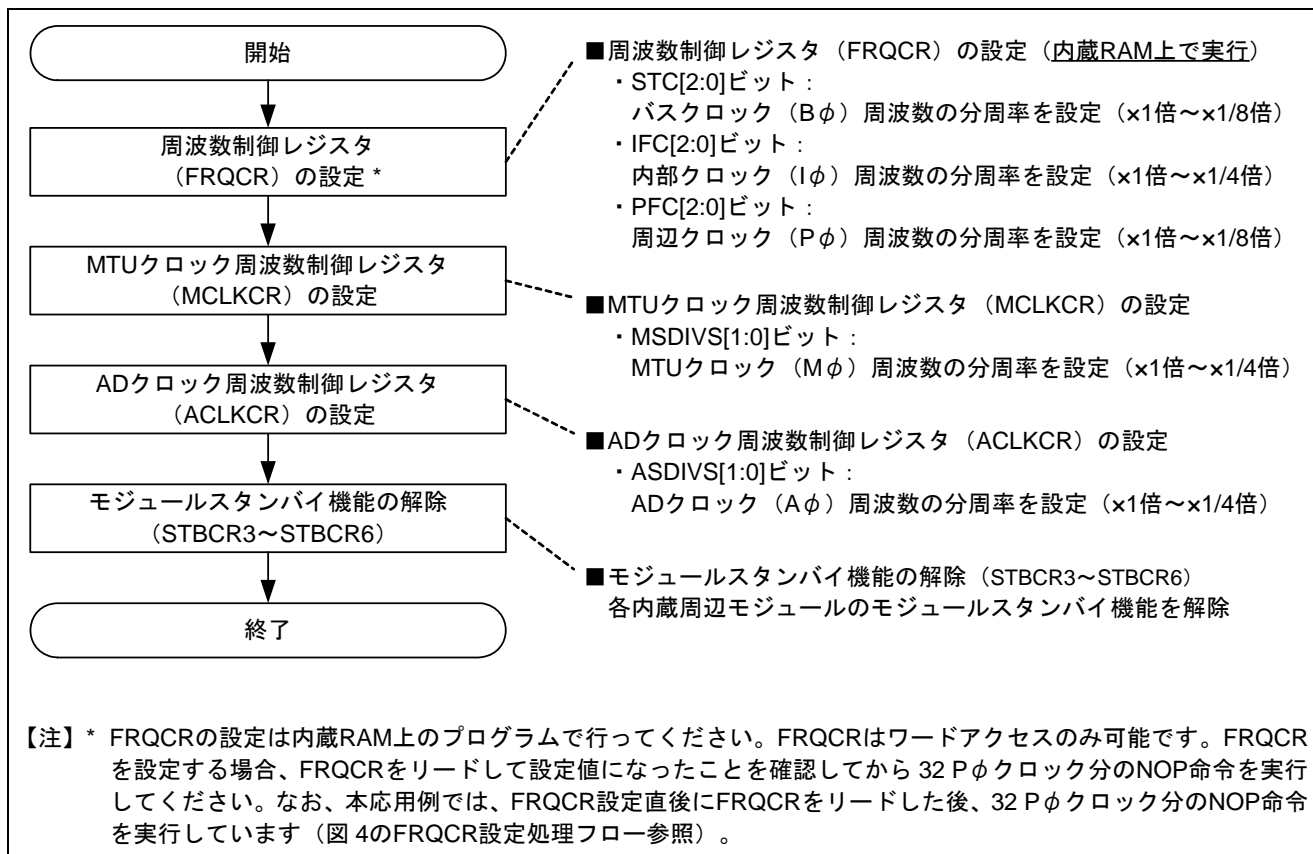 開始
周波数制御レジスタ
（FRQCR）の設定 *
MTUクロック周波数制御レジスタ
（MCLKCR）の設定
ADクロック周波数制御レジスタ
（ACLKCR）の設定
モジュールスタンバイ機能の解除
（STBCR3～STBCR6）
終了
■周波数制御レジスタ（FRQCR）の設定（内蔵RAM上で実行）
・STC[2:0]ビット：
バスクロック（Bφ）周波数の分周率を設定（×1倍～×1/8倍）
・IFC[2:0]ビット：
内部クロック（Iφ）周波数の分周率を設定（×1倍～×1/4倍）
・PFC[2:0]ビット：
周辺クロック（Pφ）周波数の分周率を設定（×1倍～×1/8倍）
■MTUクロック周波数制御レジスタ（MCLKCR）の設定
・MSDIVS[1:0]ビット：
MTUクロック（Mφ）周波数の分周率を設定（×1倍～×1/4倍）
■ADクロック周波数制御レジスタ（ACLKCR）の設定
・ASDIVS[1:0]ビット：
ADクロック（Aφ）周波数の分周率を設定（×1倍～×1/4倍）
■モジュールスタンバイ機能の解除（STBCR3～STBCR6）
各内蔵周辺モジュールのモジュールスタンバイ機能を解除
【注】* FRQCRの設定は内蔵RAM上のプログラムで行ってください。FRQCRはワードアクセスのみ可能です。FRQCR
を設定する場合、FRQCRをリードして設定値になったことを確認してから 32 Pφクロック分のNOP命令を実行
してください。なお、本応用例では、FRQCR設定直後にFRQCRをリードした後、32 Pφクロック分のNOP命令
を実行しています（図 4のFRQCR設定処理フロー参照）。